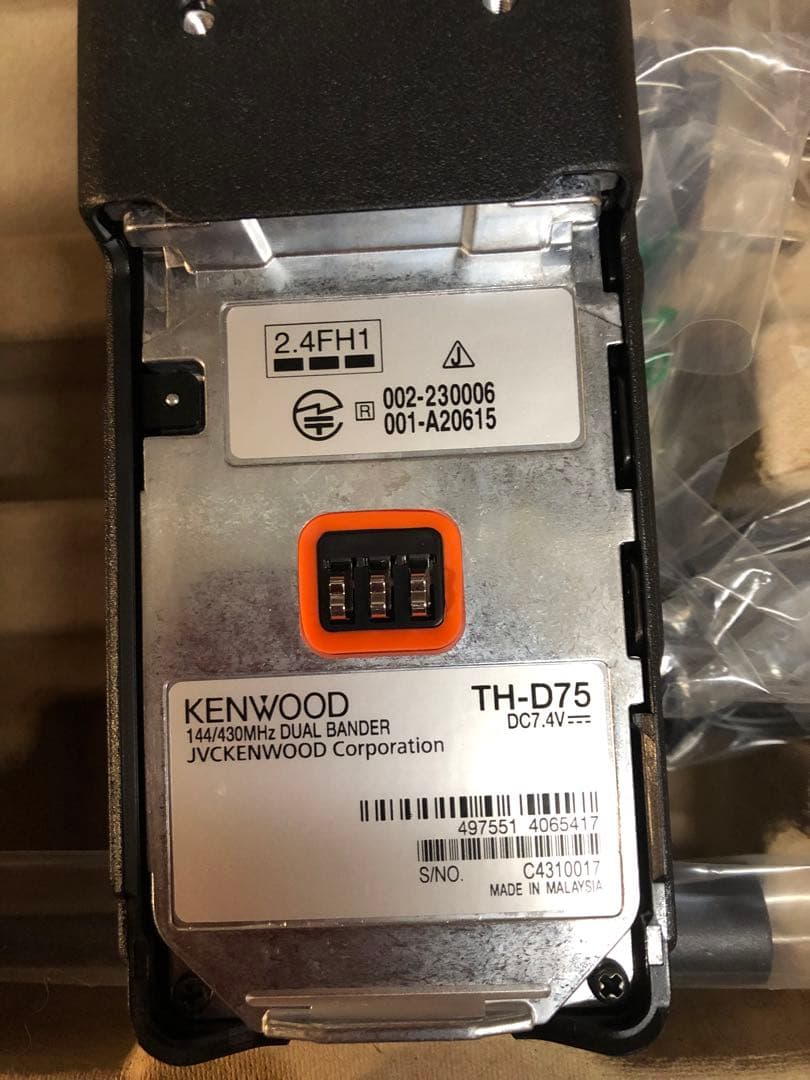 2.4FH1
J
R 002-230006
001-A20615
KENWOOD
TH-D75
144/430MHz DUAL BANDER
DC7.4V
JVCKENWOOD Corporation
497551 4065417
S/NO. C4310017
MADE IN MALAYSIA